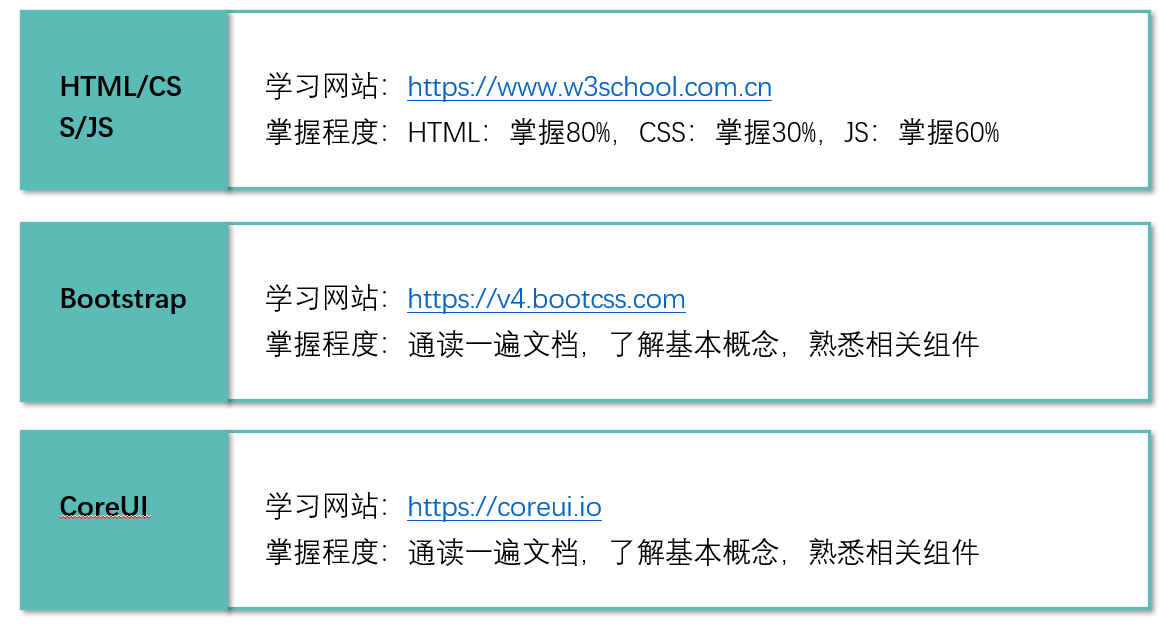 HTML/CS
S/JS
学习网站：https://www.w3school.com.cn
掌握程度：HTML：掌握80%，CSS：掌握30%，JS：掌握60%
Bootstrap
学习网站：https://v4.bootcss.com
掌握程度：通读一遍文档，了解基本概念，熟悉相关组件
CoreUI
学习网站：https://coreui.io
掌握程度：通读一遍文档，了解基本概念，熟悉相关组件